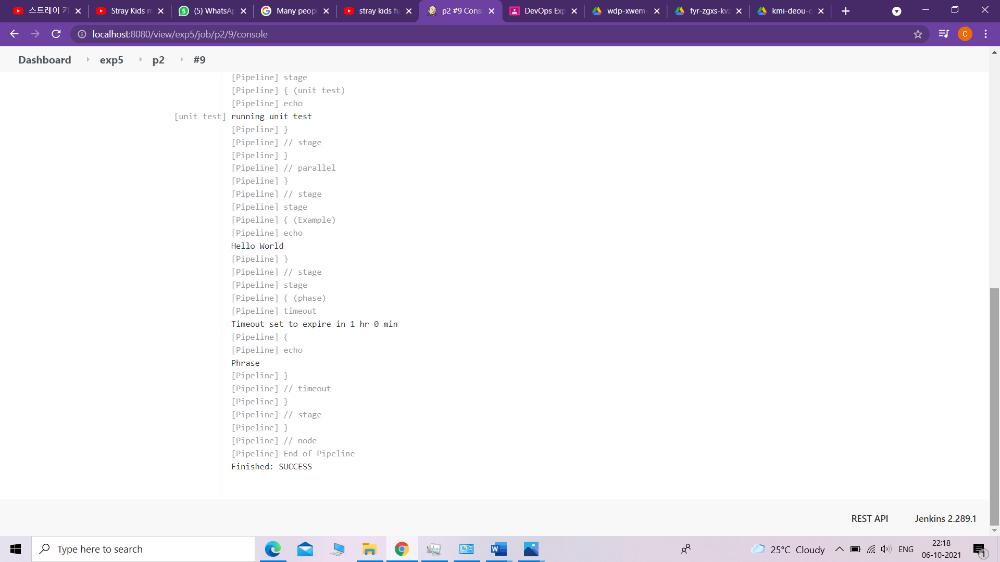 스트레이 키
Stray Kids m
(5) WhatsAp
Many peopl
stray kids fu
p2 #9 Conso
DevOps Exp
wdp-xwem-
fyr-zgxs-kvz
kmi-deou-o
localhost:8080/view/exp5/job/p2/9/console
C
Dashboard exp5 p2 #9
[Pipeline] stage
[Pipeline] { (unit test)
[Pipeline] echo
[unit test] running unit test
[Pipeline] }
[Pipeline] // stage
[Pipeline] }
[Pipeline] // parallel
[Pipeline] }
[Pipeline] // stage
[Pipeline] stage
[Pipeline] { (Example)
[Pipeline] echo
Hello World
[Pipeline] }
[Pipeline] // stage
[Pipeline] stage
[Pipeline] { (phase)
[Pipeline] timeout
Timeout set to expire in 1 hr 0 min
[Pipeline] {
[Pipeline] echo
Phrase
[Pipeline] }
[Pipeline] // timeout
[Pipeline] }
[Pipeline] // stage
[Pipeline] }
[Pipeline] // node
[Pipeline] End of Pipeline
Finished: SUCCESS
REST API Jenkins 2.289.1
Type here to search
25°C Cloudy
ENG
22:18
06-10-2021
1